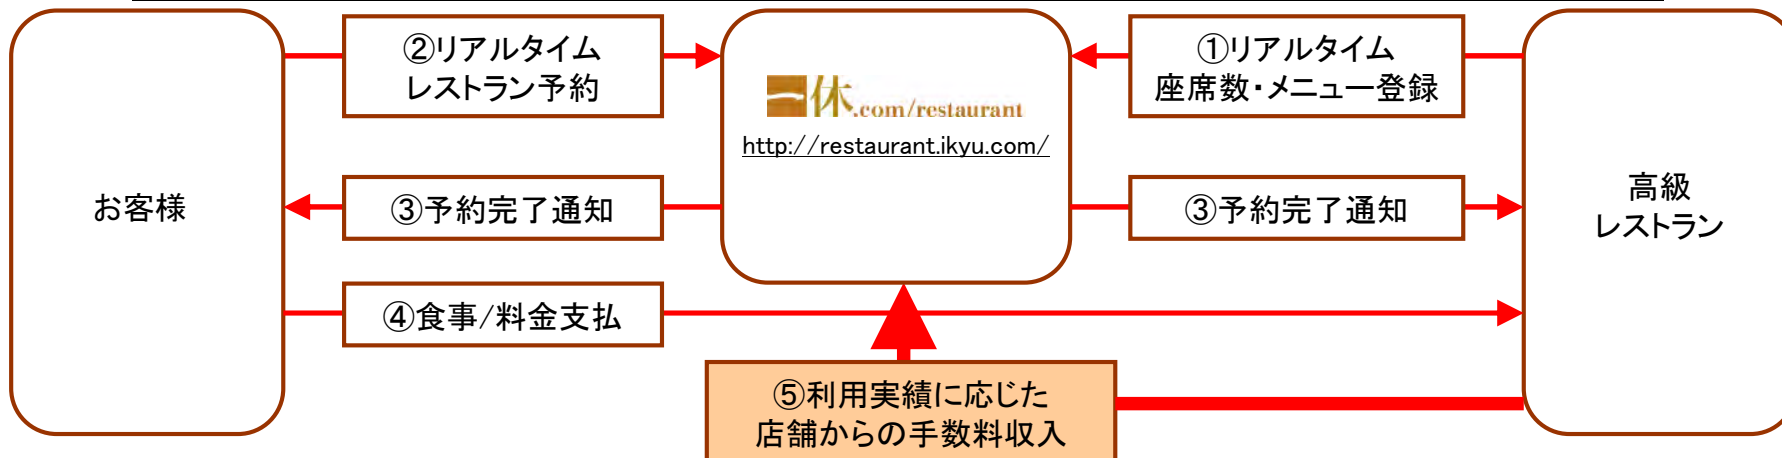 ②リアルタイム
レストラン予約
一休.com/restaurant
http://restaurant.ikyu.com/
①リアルタイム
座席数・メニュー登録
お客様
③予約完了通知
③予約完了通知
高級
レストラン
④食事/料金支払
⑤利用実績に応じた
店舗からの手数料収入